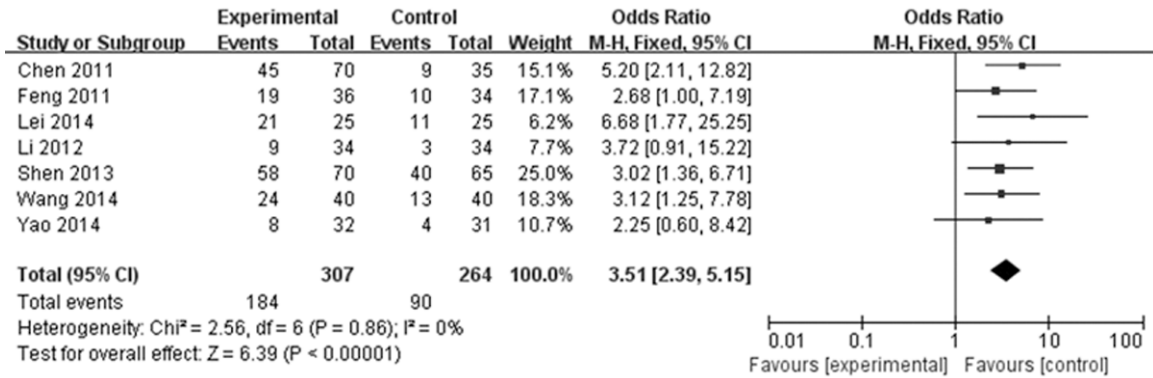 Experimental Control Odds Ratio Odds Ratio
Study or Subgroup Events Total Events Total Weight M-H, Fixed, 95% CI M-H, Fixed, 95% CI
Chen 2011 45 70 9 35 15.1% 5.20 [2.11, 12.82]
Feng 2011 19 36 10 34 17.1% 2.68 [1.00, 7.19]
Lei 2014 21 25 11 25 6.2% 6.68 [1.77, 25.25]
Li 2012 9 34 3 34 7.7% 3.72 [0.91, 15.22]
Shen 2013 58 70 40 65 25.0% 3.02 [1.36, 6.71]
Wang 2014 24 40 13 40 18.3% 3.12 [1.25, 7.78]
Yao 2014 8 32 4 31 10.7% 2.25 [0.60, 8.42]
Total (95% CI) 307 264 100.0% 3.51 [2.39, 5.15]
Total events 184 90
Heterogeneity: Chi² = 2.56, df = 6 (P = 0.86); I² = 0%
Test for overall effect: Z = 6.39 (P < 0.00001)
0.01 0.1 1 10 100
Favours [experimental] Favours [control]